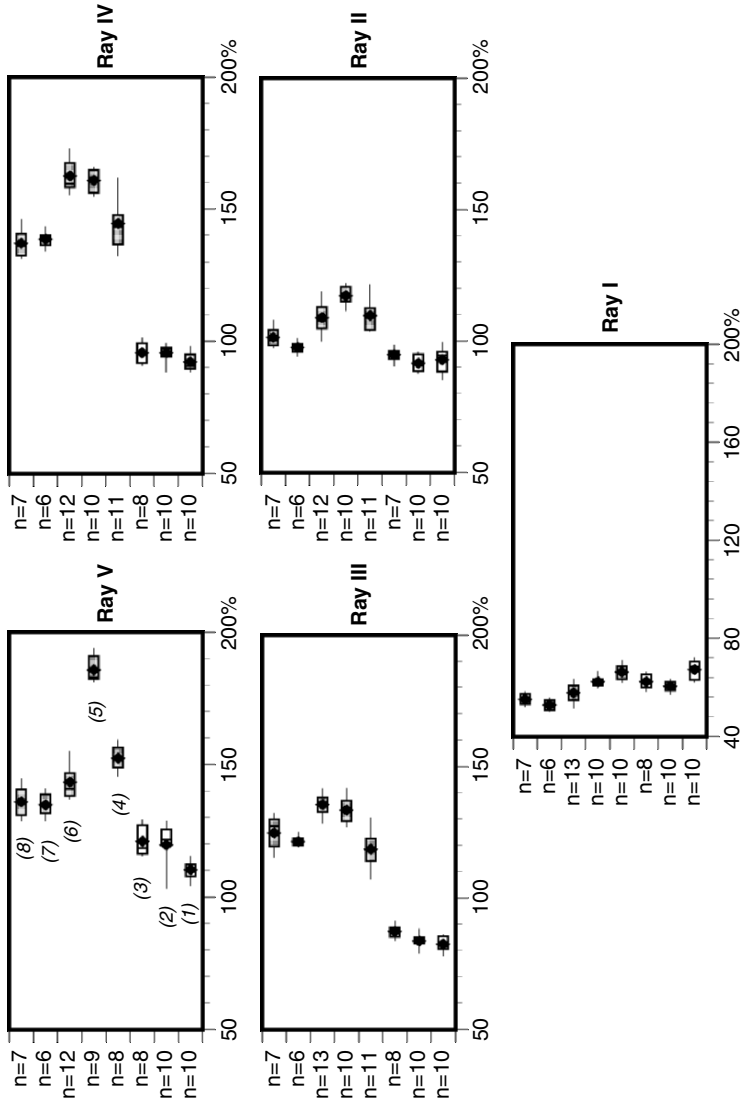 n=7
n=6
n=12
n=9
n=8
n=8
n=10
n=10
(8)
(7)
(6)
(5)
(4)
(3)
(2)
(1)
Ray V
50 100 150 200%
n=7
n=6
n=12
n=10
n=11
n=8
n=10
n=10
Ray IV
50 100 150 200%
n=7
n=6
n=13
n=10
n=11
n=8
n=10
n=10
Ray III
50 100 150 200%
n=7
n=6
n=12
n=10
n=11
n=7
n=10
n=10
Ray II
50 100 150 200%
n=7
n=6
n=13
n=10
n=10
n=8
n=10
n=10
Ray I
40 80 120 160 200%